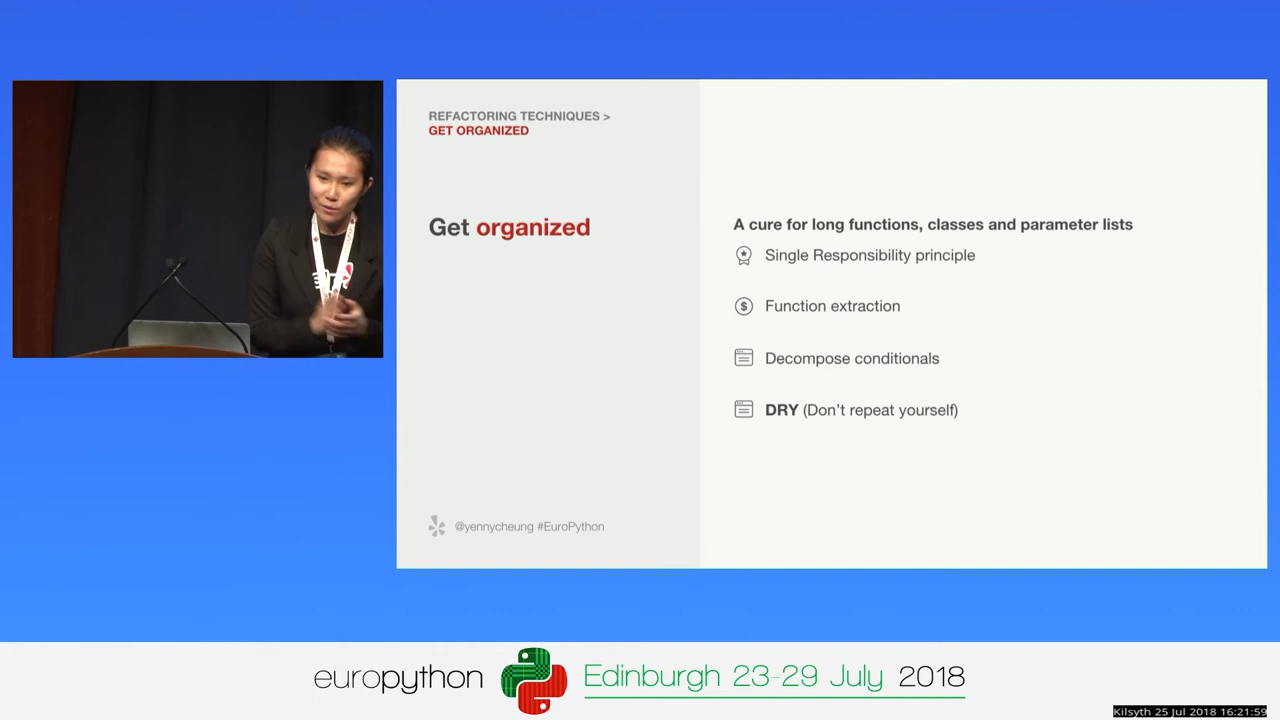 REFACTORING TECHNIQUES >
GET ORGANIZED
Get organized
A cure for long functions, classes and parameter lists
Single Responsibility principle
$
Function extraction
Decompose conditionals
DRY (Don't repeat yourself)
@yennycheung #EuroPython
europython
Edinburgh 23-29 July 2018
Kilsyth 25 Jul 2018 16:21:59